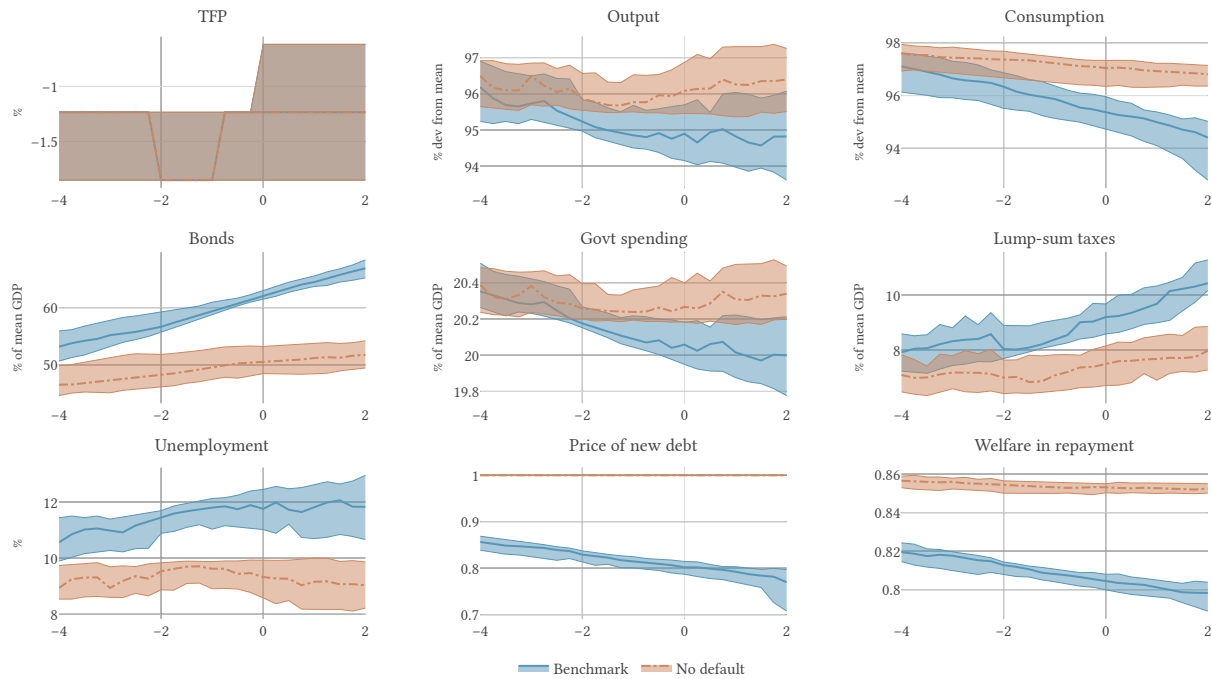 TFP
Output
Consumption
%
−1
−1.5
−4 −2 0 2
% dev from mean
97
96
95
94
−4 −2 0 2
% dev from mean
98
96
94
−4 −2 0 2
Bonds
Govt spending
Lump-sum taxes
% of mean GDP
60
50
−4 −2 0 2
% of mean GDP
20.4
20.2
20
19.8
−4 −2 0 2
% of mean GDP
10
8
−4 −2 0 2
Unemployment
Price of new debt
Welfare in repayment
%
12
10
8
−4 −2 0 2
1
0.9
0.8
0.7
−4 −2 0 2
0.86
0.84
0.82
0.8
−4 −2 0 2
Benchmark No default